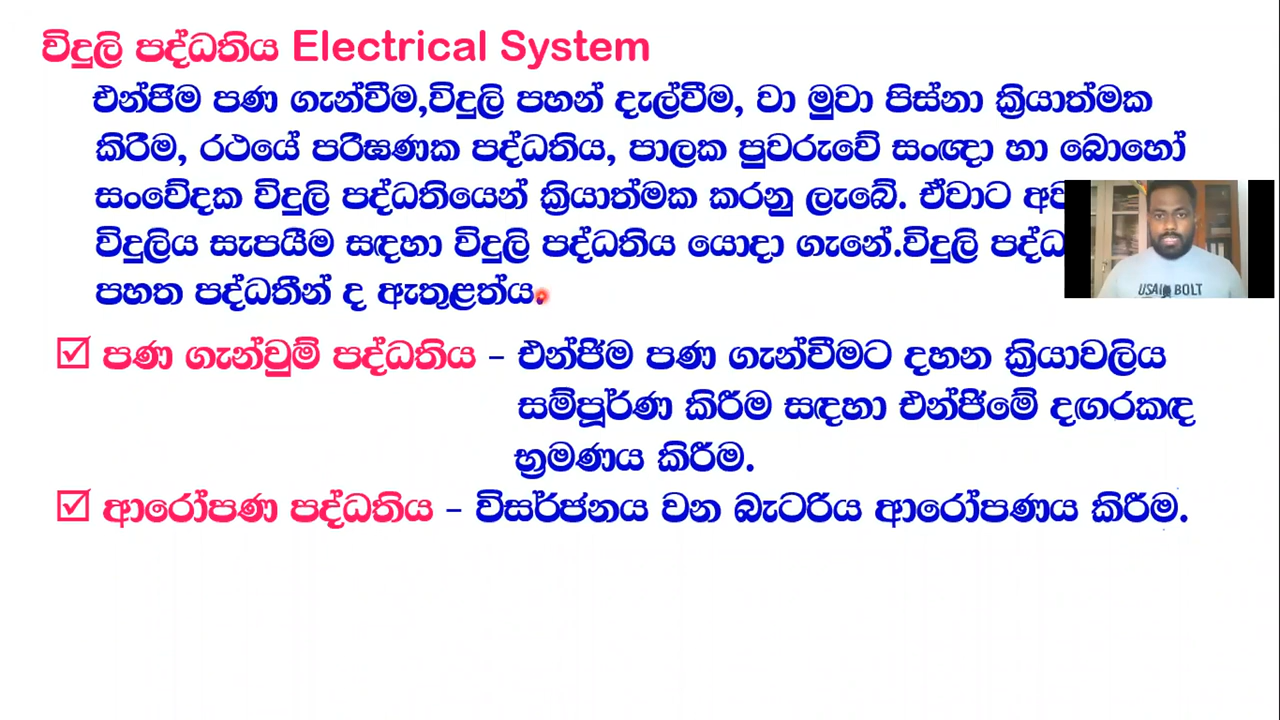 විදුලි පද්ධතිය Electrical System
එන්ජිම පණ ගැන්වීම,විදුලි පහන් දැල්වීම, වා මුවා පිස්නා ක්‍රියාත්මක
කිරීම, රථයේ පරිඝණක පද්ධතිය, පාලක පුවරුවේ සංඥා හා බොහෝ
සංවේදක විදුලි පද්ධතියෙන් ක්‍රියාත්මක කරනු ලැබේ. ඒවාට
විදුලිය සැපයීම සඳහා විදුලි පද්ධතිය යොදා ගැනේ.විදුලි
පහත පද්ධතීන් ද ඇතුළත්ය.
☑ පණ ගැන්වුම් පද්ධතිය – එන්ජිම පණ ගැන්වීමට දහන ක්‍රියාවලිය
සම්පූර්ණ කිරීම සඳහා එන්ජිමේ දඟරකඳ
භ්‍රමණය කිරීම.
☑ ආරෝපණ පද්ධතිය – විසර්ජනය වන බැටරිය ආරෝපණය කිරීම.
USAIN BOLT